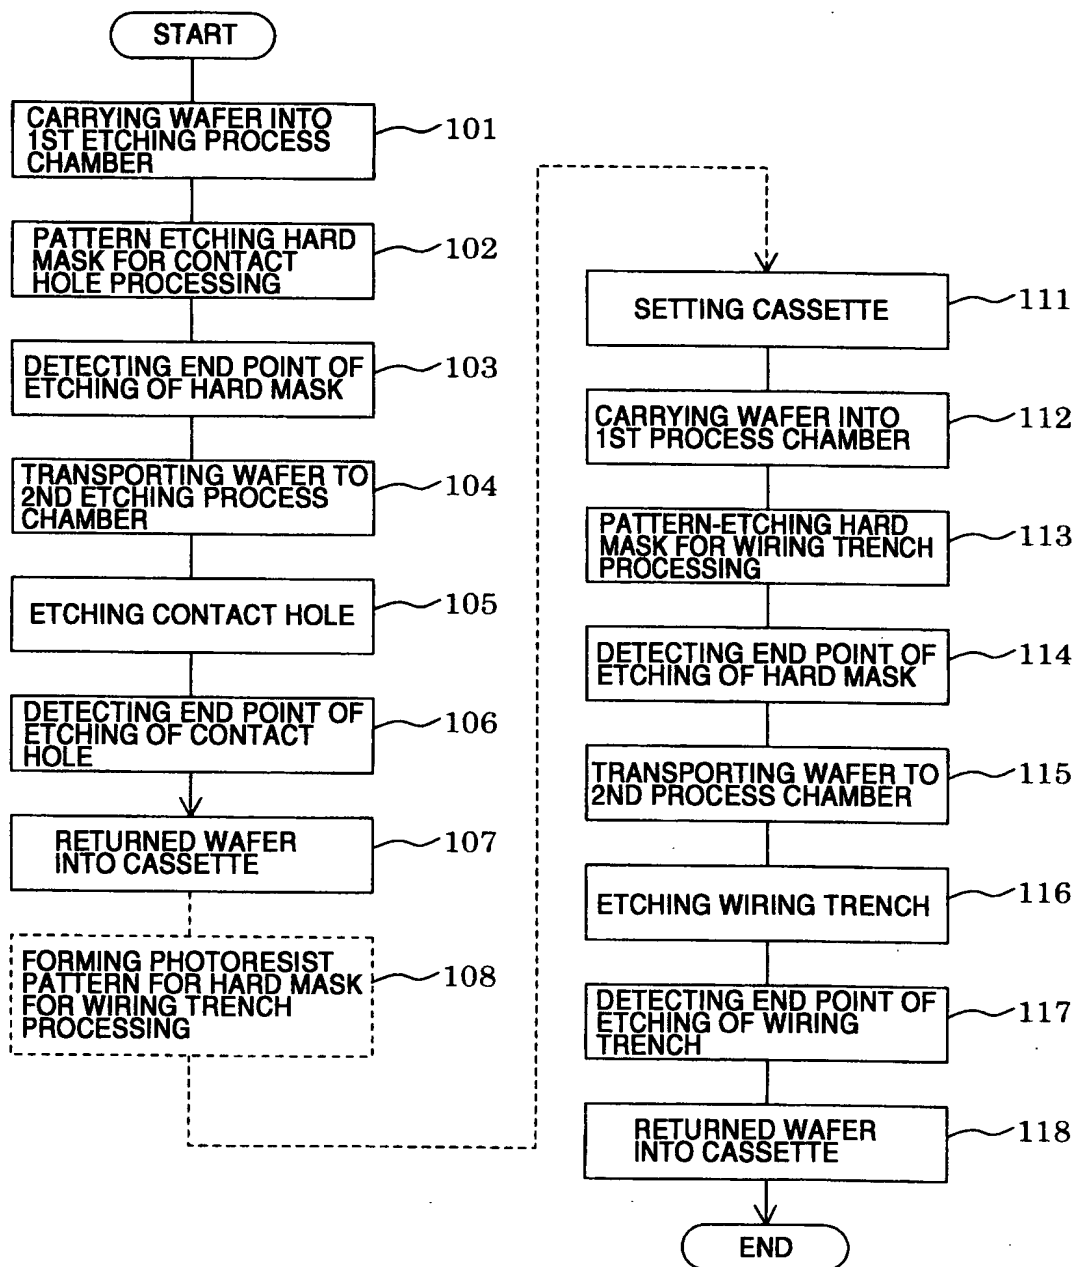 START
CARRYING WAFER INTO
1ST ETCHING PROCESS
CHAMBER
101
PATTERN ETCHING HARD
MASK FOR CONTACT
HOLE PROCESSING
102
DETECTING END POINT OF
ETCHING OF HARD MASK
103
TRANSPORTING WAFER TO
2ND ETCHING PROCESS
CHAMBER
104
ETCHING CONTACT HOLE
105
DETECTING END POINT OF
ETCHING OF CONTACT
HOLE
106
RETURNED WAFER
INTO CASSETTE
107
FORMING PHOTORESIST
PATTERN FOR HARD MASK
FOR WIRING TRENCH
PROCESSING
108
SETTING CASSETTE
111
CARRYING WAFER INTO
1ST PROCESS CHAMBER
112
PATTERN-ETCHING HARD
MASK FOR WIRING TRENCH
PROCESSING
113
DETECTING END POINT OF
ETCHING OF HARD MASK
114
TRANSPORTING WAFER TO
2ND PROCESS CHAMBER
115
ETCHING WIRING TRENCH
116
DETECTING END POINT OF
ETCHING OF WIRING
TRENCH
117
RETURNED WAFER
INTO CASSETTE
118
END